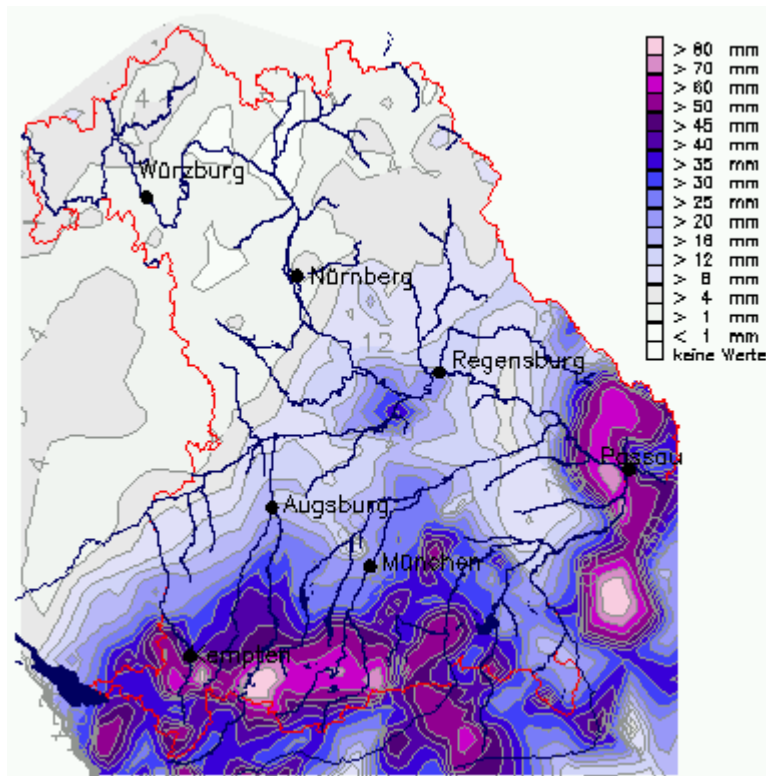 > 80 mm
> 70 mm
> 60 mm
> 50 mm
> 45 mm
> 40 mm
> 35 mm
> 30 mm
> 25 mm
> 20 mm
> 16 mm
> 12 mm
> 8 mm
> 4 mm
> 1 mm
< 1 mm
keine Werte
4
Würzburg
4
Nürnberg
12
Regensburg
Passau
Augsburg
München
Kempten